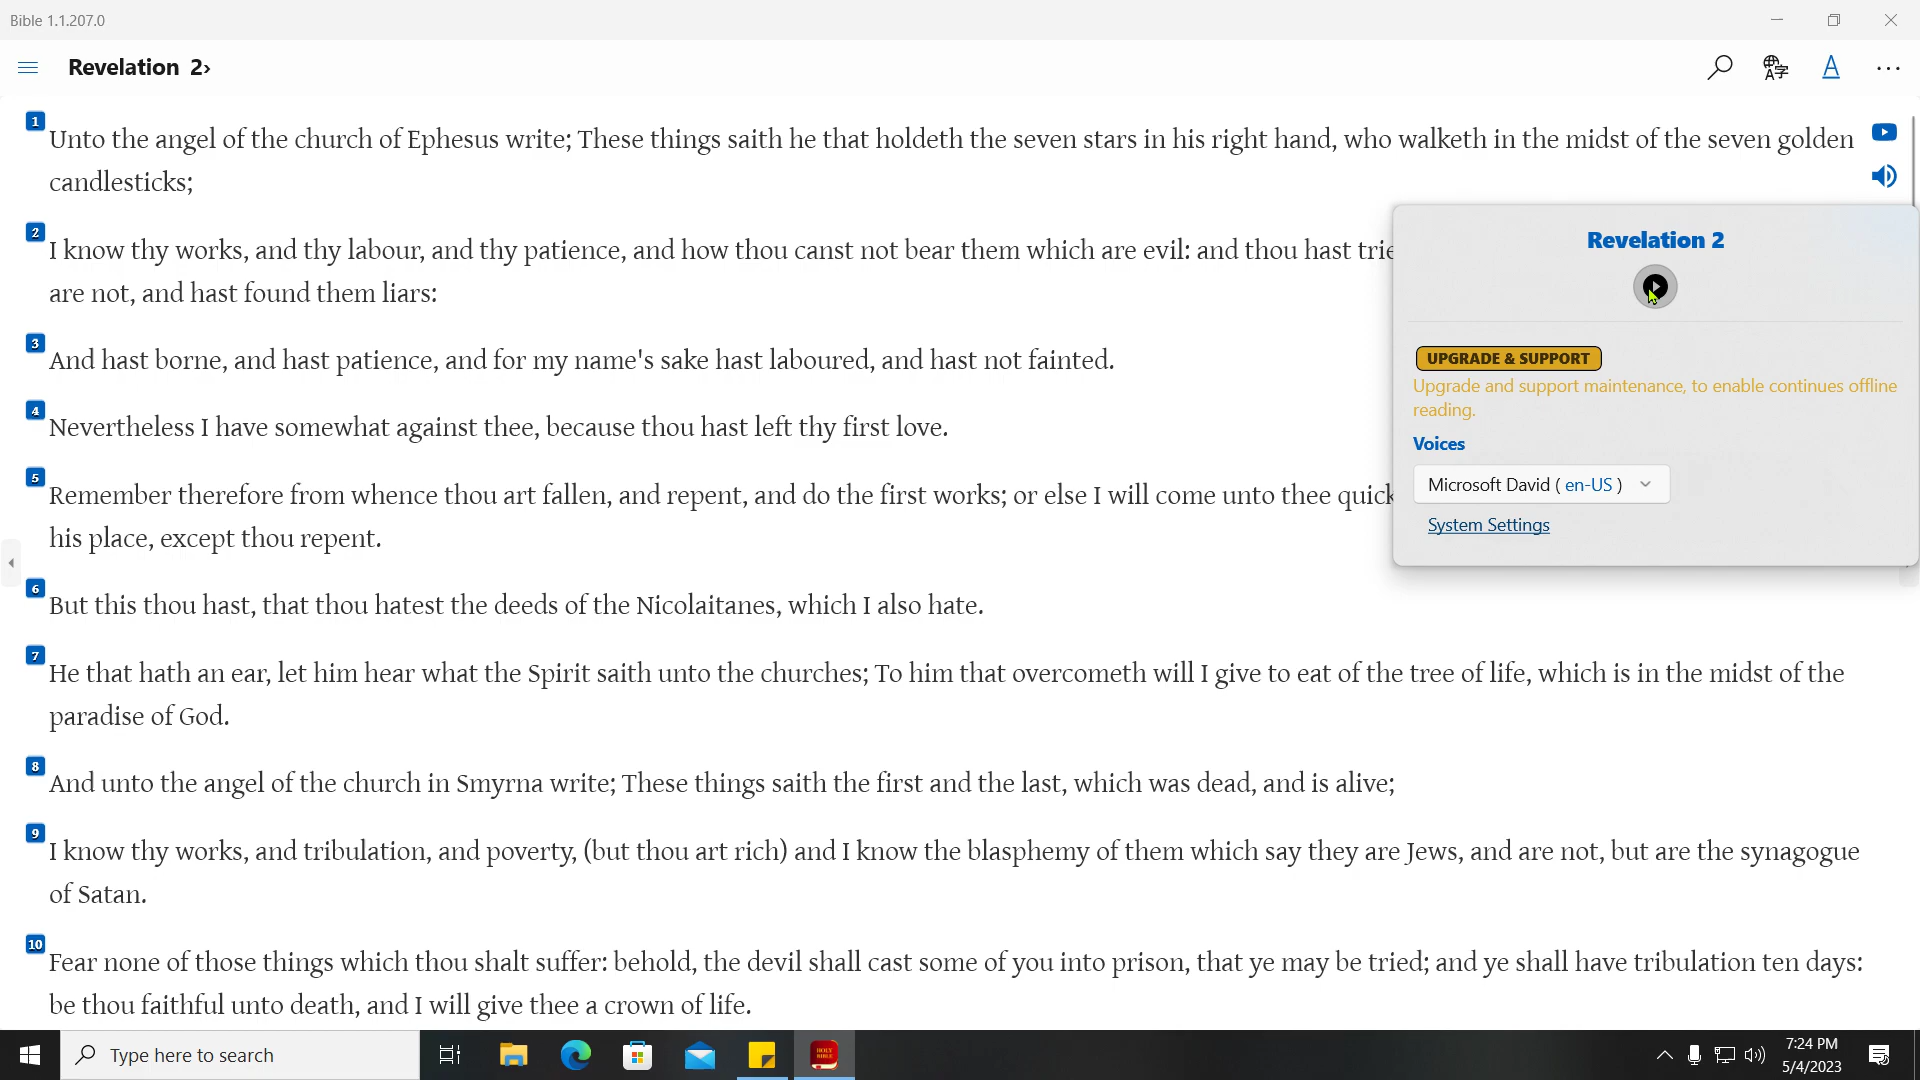 Bible 1.1.207.0
Revelation 2›
1
Unto the angel of the church of Ephesus write; These things saith he that holdeth the seven stars in his right hand, who walketh in the midst of the seven golden
candlesticks;
2
I know thy works, and thy labour, and thy patience, and how thou canst not bear them which are evil: and thou hast trie
are not, and hast found them liars:
3
And hast borne, and hast patience, and for my name's sake hast laboured, and hast not fainted.
4
Nevertheless I have somewhat against thee, because thou hast left thy first love.
5
Remember therefore from whence thou art fallen, and repent, and do the first works; or else I will come unto thee quick
his place, except thou repent.
6
But this thou hast, that thou hatest the deeds of the Nicolaitanes, which I also hate.
7
He that hath an ear, let him hear what the Spirit saith unto the churches; To him that overcometh will I give to eat of the tree of life, which is in the midst of the
paradise of God.
8
And unto the angel of the church in Smyrna write; These things saith the first and the last, which was dead, and is alive;
9
I know thy works, and tribulation, and poverty, (but thou art rich) and I know the blasphemy of them which say they are Jews, and are not, but are the synagogue
of Satan.
10
Fear none of those things which thou shalt suffer: behold, the devil shall cast some of you into prison, that ye may be tried; and ye shall have tribulation ten days:
be thou faithful unto death, and I will give thee a crown of life.
Revelation 2
UPGRADE & SUPPORT
Upgrade and support maintenance, to enable continues offline
reading.
Voices
Microsoft David ( en-US )
System Settings
Type here to search
HOLY
BIBLE
7:24 PM
5/4/2023